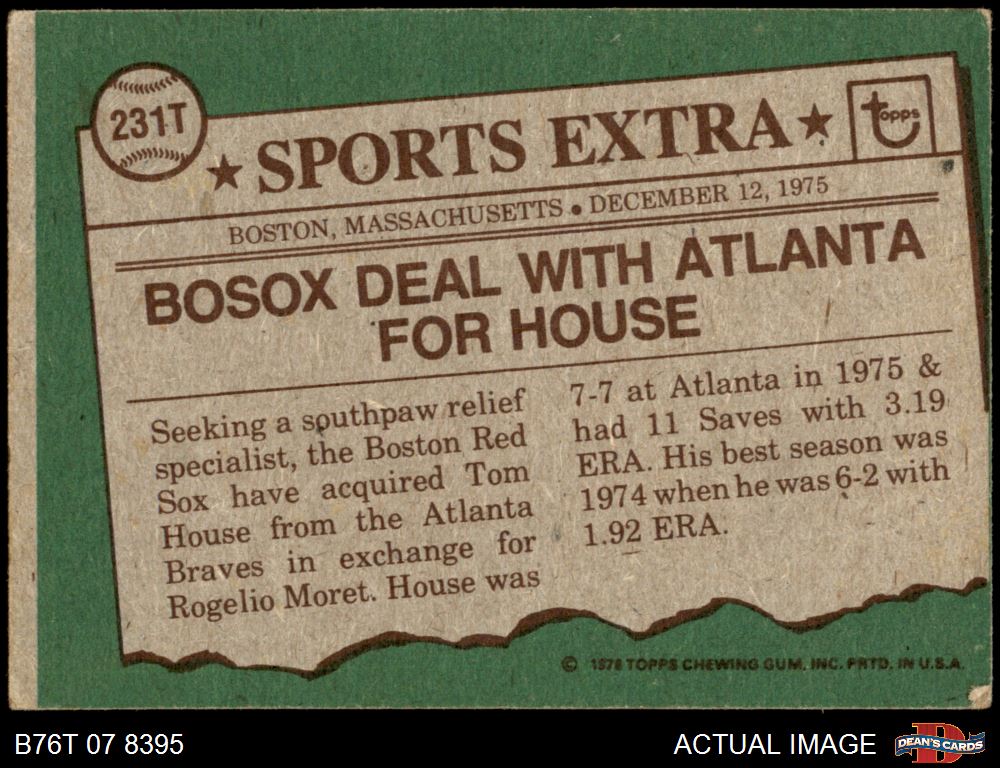 231T
★ SPORTS EXTRA ★
topps
BOSTON, MASSACHUSETTS • DECEMBER 12, 1975
BOSOX DEAL WITH ATLANTA
FOR HOUSE
Seeking a southpaw relief
specialist, the Boston Red
Sox have acquired Tom
House from the Atlanta
Braves in exchange for
Rogelio Moret. House was
7-7 at Atlanta in 1975 &
had 11 Saves with 3.19
ERA. His best season was
1974 when he was 6-2 with
1.92 ERA.
© 1976 TOPPS CHEWING GUM, INC. PRTD. IN U.S.A.
B76T 07 8395
ACTUAL IMAGE
D
DEAN'S CARDS